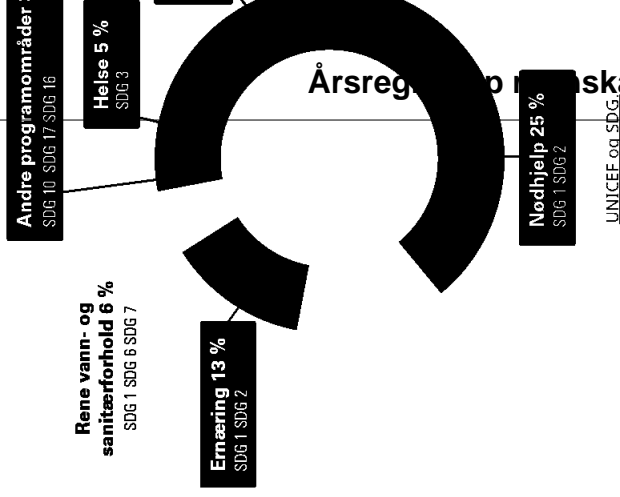 Andre programområder
SDG 10 SDG 17 SDG 16
Helse 5 %
SDG 3
Nødhjelp 25 %
SDG 1 SDG 2
UNICEF og SDG
Rene vann- og
sanitærforhold 6 %
SDG 1 SDG 6 SDG 7
Ernæring 13 %
SDG 1 SDG 2